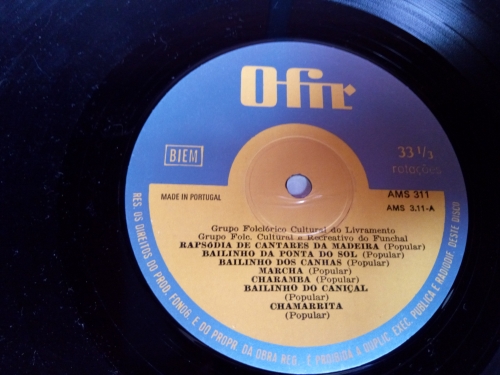 Ofir
BIEM
33 1/3
rotações
MADE IN PORTUGAL
AMS 311
AMS 3.11-A
Grupo Folclórico Cultural do Livramento
Grupo Folc. Cultural e Recreativo do Funchal
RAPSÓDIA DE CANTARES DA MADEIRA (Popular)
BAILINHO DA PONTA DO SOL (Popular)
BAILINHO DOS CANHAS (Popular)
MARCHA (Popular)
CHARAMBA (Popular)
BAILINHO DO CANIÇAL
(Popular)
CHAMARRITA
(Popular)
RES. OS DIREITOS DO PROD. FONOG. E DO PROPR. DA OBRA REG. - É PROIBIDA A DUPLIC. EXEC. PÚBLICA E RADIODIF. DESTE DISCO